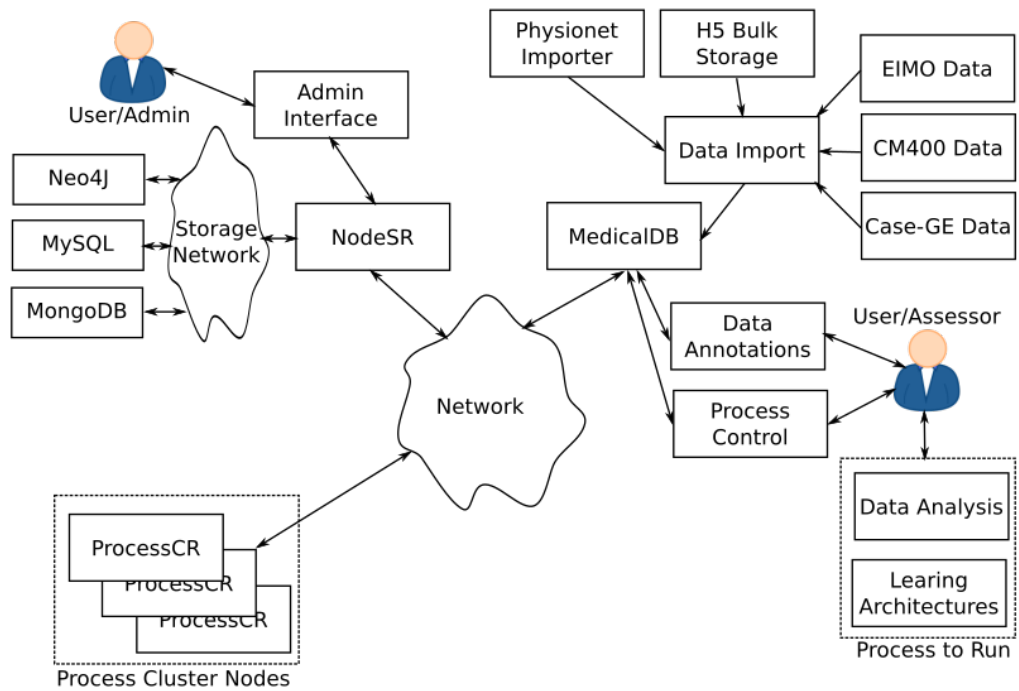 Physionet
Importer
H5 Bulk
Storage
EIMO Data
User/Admin
Admin
Interface
Data Import
CM400 Data
Neo4J
Case-GE Data
MySQL
Storage
Network
NodeSR
MedicalDB
MongoDB
Data
Annotations
User/Assessor
Network
Process
Control
Data Analysis
ProcessCR
ProcessCR
ProcessCR
Learing
Architectures
Process to Run
Process Cluster Nodes